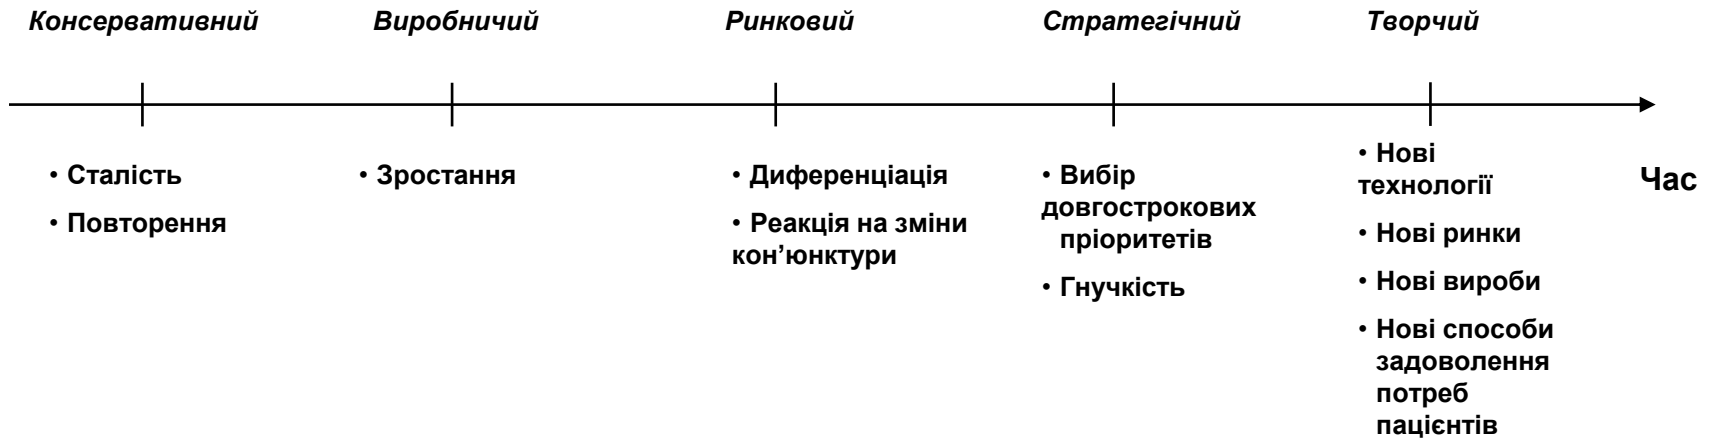 Консервативний
Виробничий
Ринковий
Стратегічний
Творчий
• Сталість
• Повторення
• Зростання
• Диференціація
• Реакція на зміни
кон’юнктури
• Вибір
довгострокових
пріоритетів
• Гнучкість
• Нові
технології
• Нові ринки
• Нові вироби
• Нові способи
задоволення
потреб
пацієнтів
Час